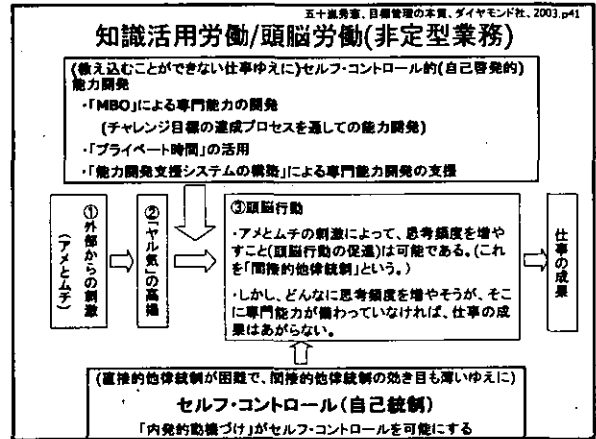 五十嵐秀憲、目標管理の本質、ダイヤモンド社、2003.p41
知識活用労働/頭脳労働(非定型業務)
(教え込むことができない仕事ゆえに)セルフ・コントロール的(自己啓発的)
能力開発
・「MBO」による専門能力の開発
(チャレンジ目標の達成プロセスを通しての能力開発)
・「プライベート時間」の活用
・「能力開発支援システムの構築」による専門能力開発の支援
①外部からの刺激
(アメとムチ)
②「ヤル気」の高揚
③頭脳行動
・アメとムチの刺激によって、思考頻度を増や
すこと(頭脳行動の促進)は可能である。(これ
を「間接的他律統制」という。)
・しかし、どんなに思考頻度を増やそうが、そこ
に専門能力が備わっていなければ、仕事の成
果はあがらない。
仕事の成果
(直接的他律統制が困難で、間接的他律統制の効き目も薄いゆえに)
セルフ・コントロール(自己統制)
「内発的動機づけ」がセルフ・コントロールを可能にする